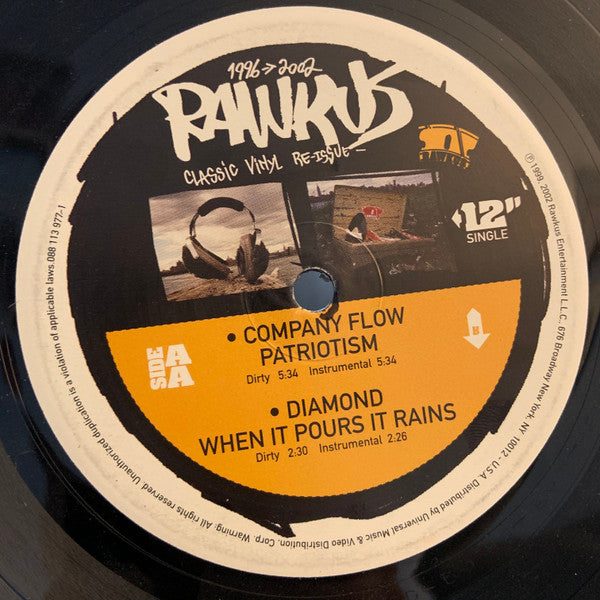 1996 > 2002
RAWKUS
CLASSIC VINYL RE-ISSUE
12"
SINGLE
• COMPANY FLOW
PATRIOTISM
Dirty 5:34 Instrumental 5:34
• DIAMOND
WHEN IT POURS IT RAINS
Dirty 2:30 Instrumental 2:26
SIDE
AA
B
℗ 1999, 2002 Rawkus Entertainment L.L.C., 676 Broadway New York, NY, 10012 - U.S.A. Distributed by Universal Music & Video Distribution, Corp. Warning. All rights reserved. Unauthorized duplication is a violation of applicable laws.088 113 977-1